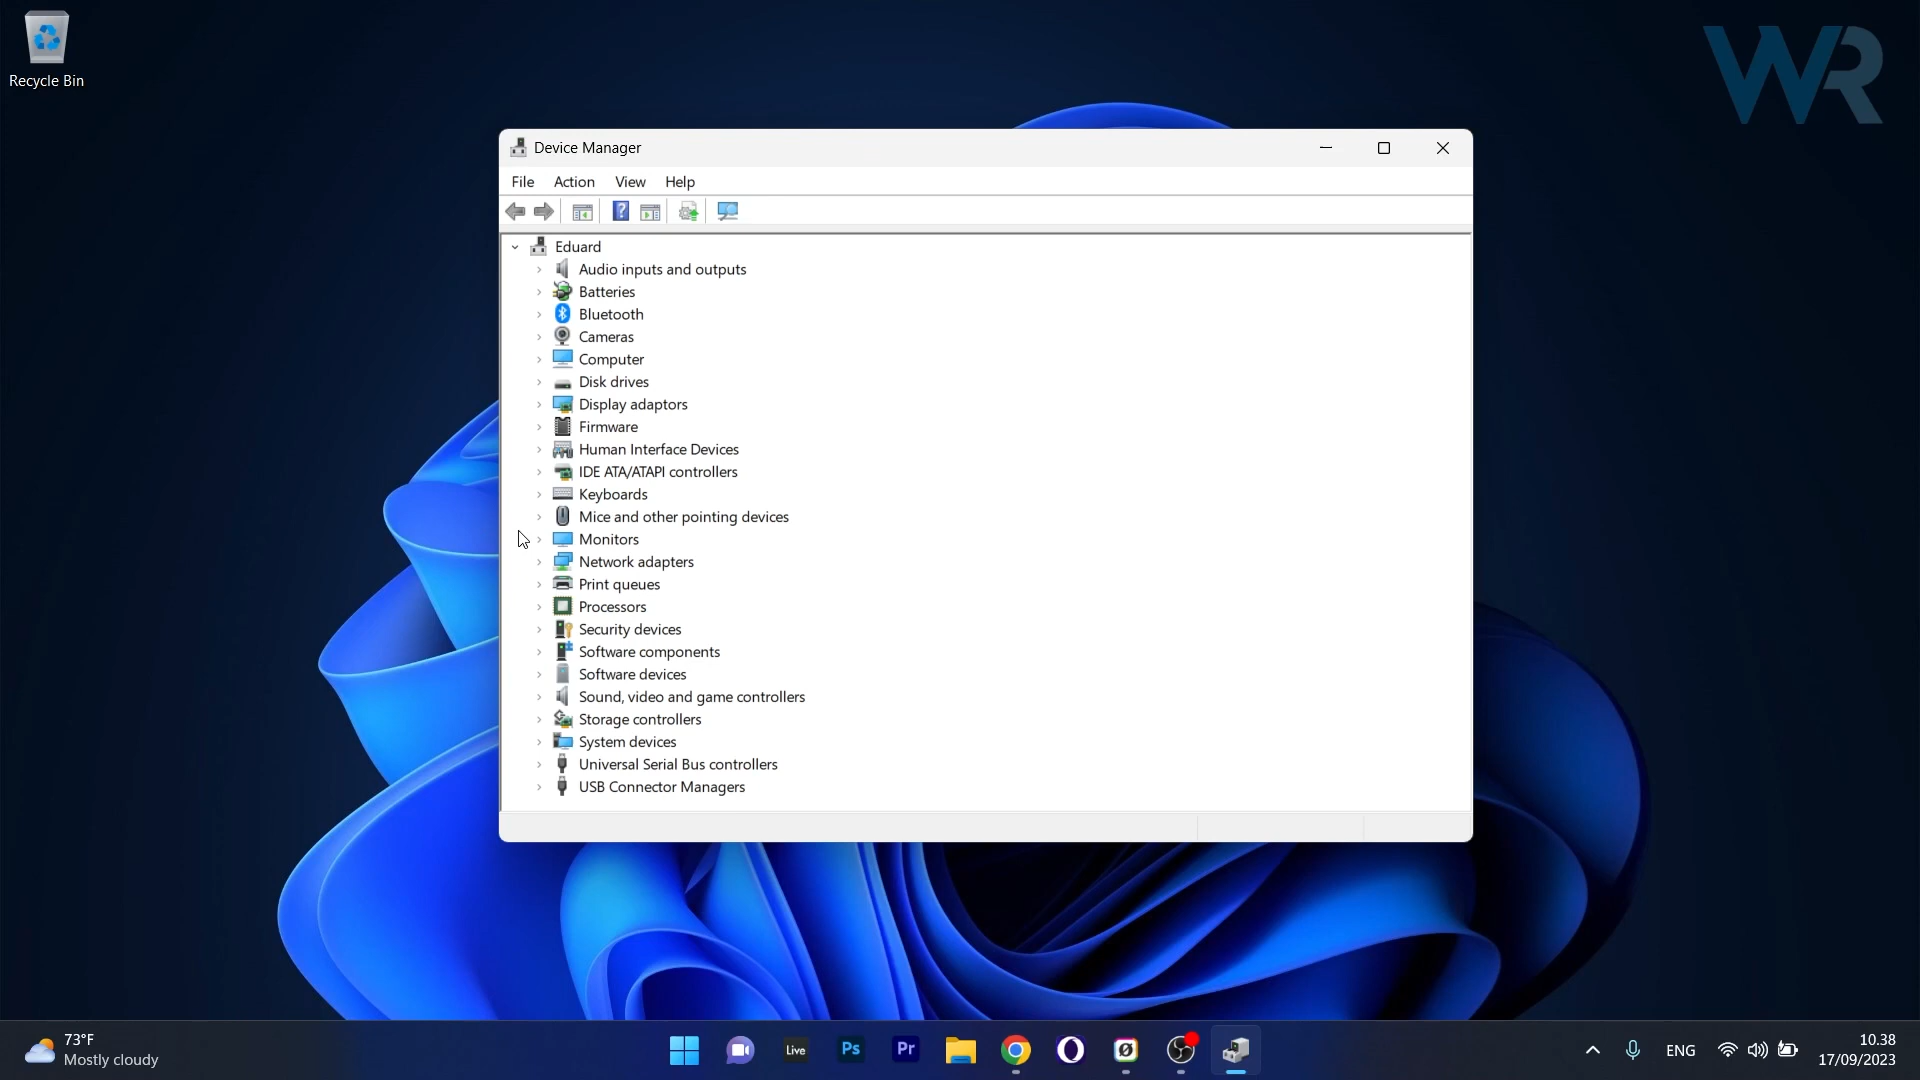 Recycle Bin
WR
Device Manager
File Action View Help
Eduard
Audio inputs and outputs
Batteries
Bluetooth
Cameras
Computer
Disk drives
Display adaptors
Firmware
Human Interface Devices
IDE ATA/ATAPI controllers
Keyboards
Mice and other pointing devices
Monitors
Network adapters
Print queues
Processors
Security devices
Software components
Software devices
Sound, video and game controllers
Storage controllers
System devices
Universal Serial Bus controllers
USB Connector Managers
73°F
Mostly cloudy
Live
Ps
Pr
ENG
10.38
17/09/2023